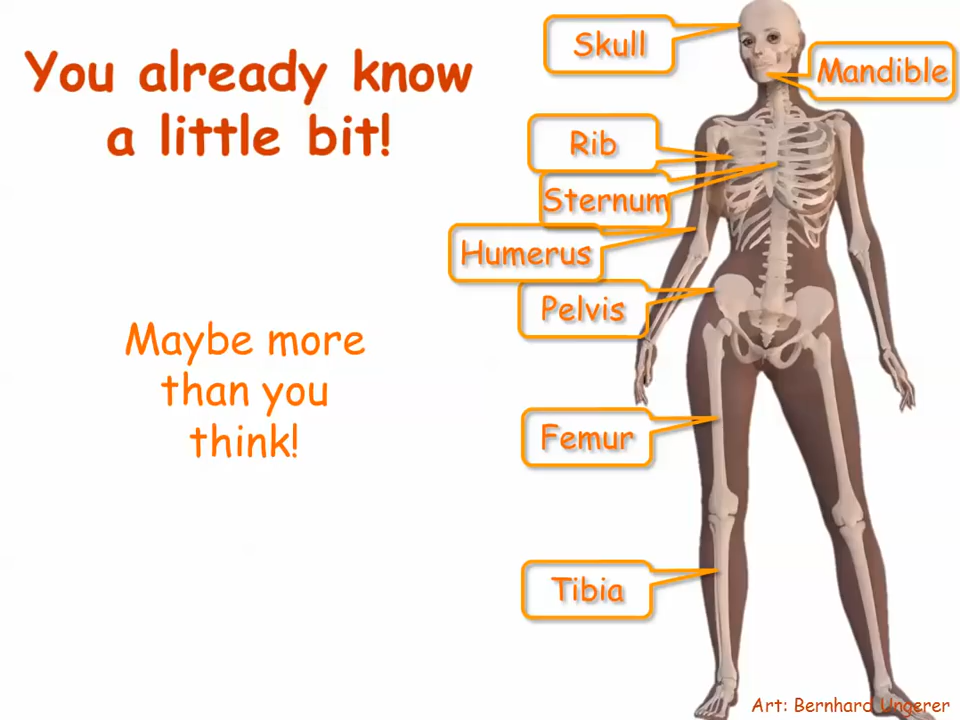 You already know
a little bit!
Maybe more
than you
think!
Skull
Mandible
Rib
Sternum
Humerus
Pelvis
Femur
Tibia
Art: Bernhard Ungerer